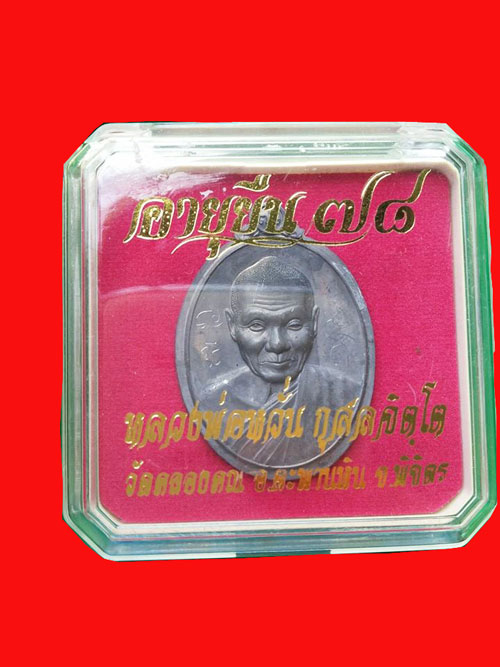 อายุยืน ๗๘
หลวงพ่อหวั่น กุสลจิตฺโต
วัดคลองคูณ อ.ตะพานหิน จ.พิจิตร